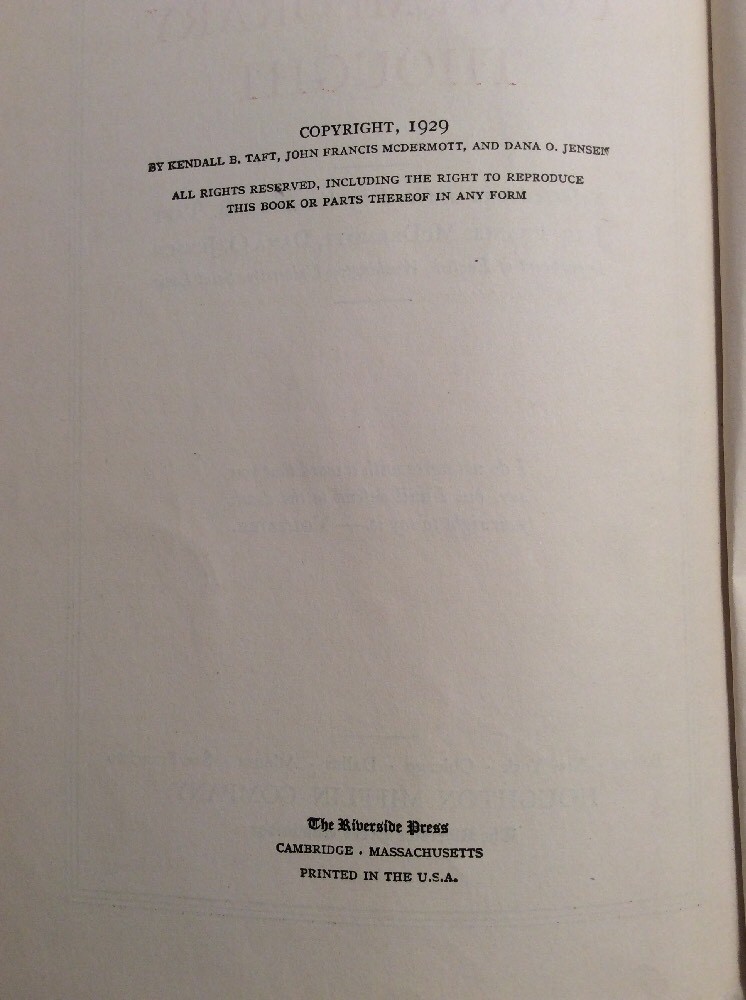 COPYRIGHT, 1929
BY KENDALL B. TAFT, JOHN FRANCIS MCDERMOTT, AND DANA O. JENSEN
ALL RIGHTS RESERVED, INCLUDING THE RIGHT TO REPRODUCE
THIS BOOK OR PARTS THEREOF IN ANY FORM
The Riverside Press
CAMBRIDGE . MASSACHUSETTS
PRINTED IN THE U.S.A.